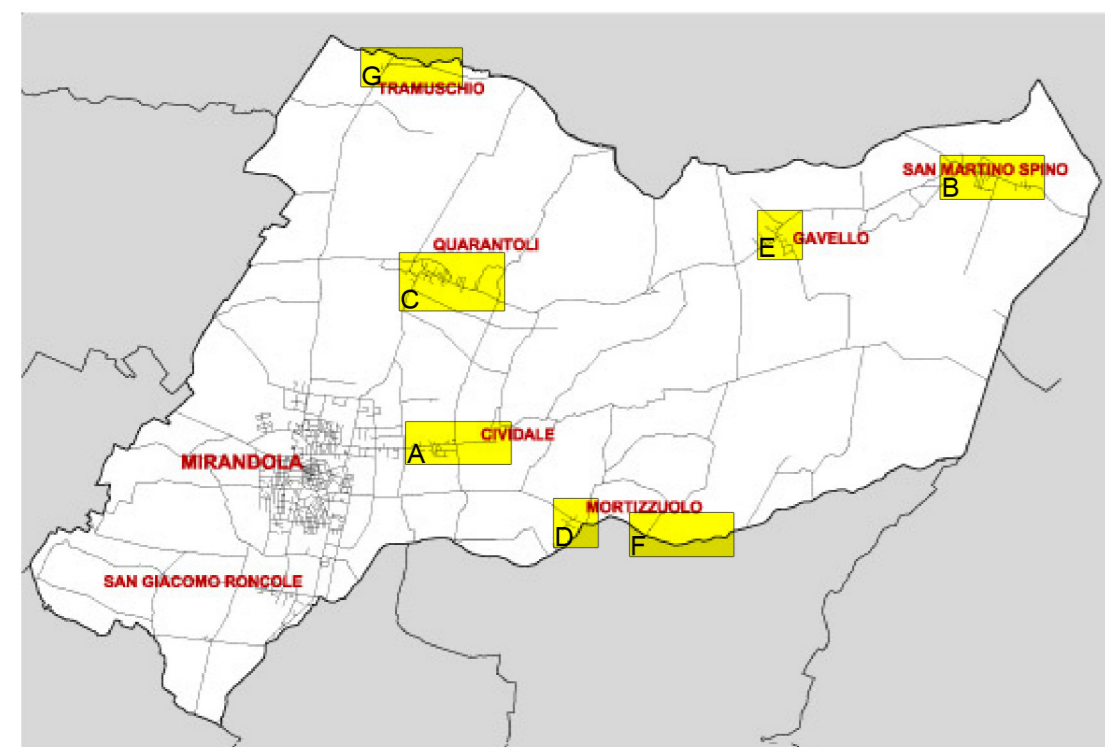 G
TRAMUSCHIO
SAN MARTINO SPINO
B
QUARANTOLI
E
GAVELLO
C
CIVIDALE
A
MIRANDOLA
MORTIZZUOLO
D
F
SAN GIACOMO RONCOLE